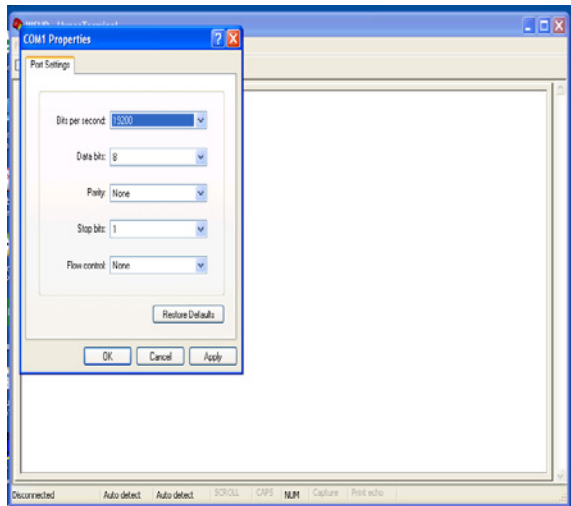 COM1 Properties
Port Settings
Bits per second: 19200
Data bits: 8
Parity: None
Stop bits: 1
Flow control: None
Restore Defaults
OK Cancel Apply
Disconnected Auto detect Auto detect SCROLL CAPS NUM Capture Print echo